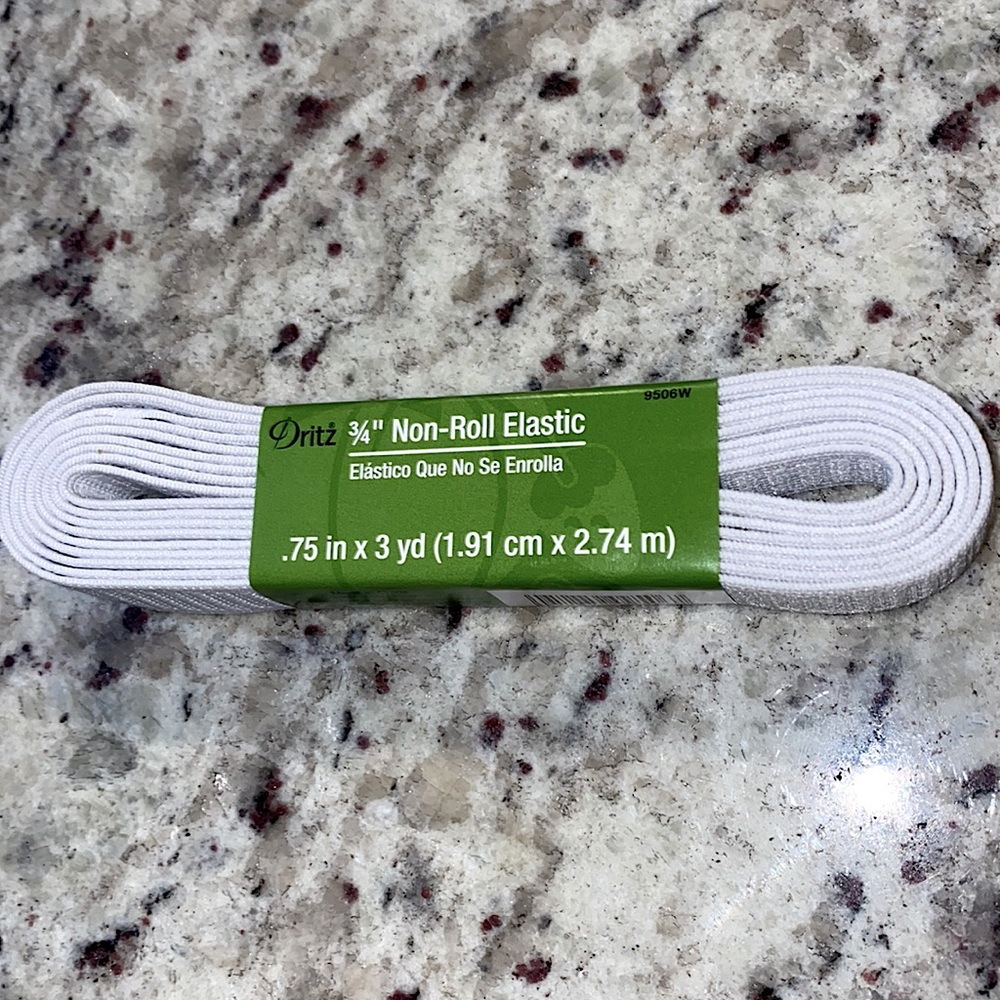 9506W
Dritz® ¾" Non-Roll Elastic
Elástico Que No Se Enrolla
.75 in x 3 yd (1.91 cm x 2.74 m)